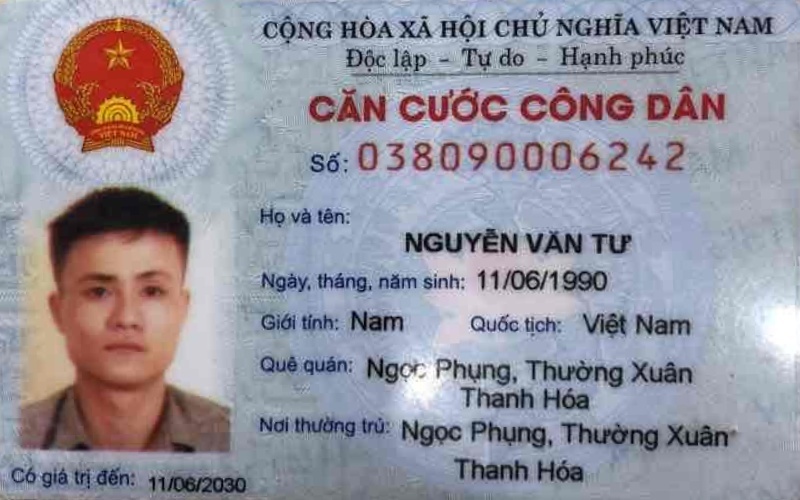 CỘNG HÒA XÃ HỘI CHỦ NGHĨA VIỆT NAM
Độc lập - Tự do - Hạnh phúc
CĂN CƯỚC CÔNG DÂN
Số: 038090006242
Họ và tên:
NGUYỄN VĂN TƯ
Ngày, tháng, năm sinh: 11/06/1990
Giới tính: Nam Quốc tịch: Việt Nam
Quê quán: Ngọc Phụng, Thường Xuân
Thanh Hóa
Nơi thường trú: Ngọc Phụng, Thường Xuân
Thanh Hóa
Có giá trị đến: 11/06/2030